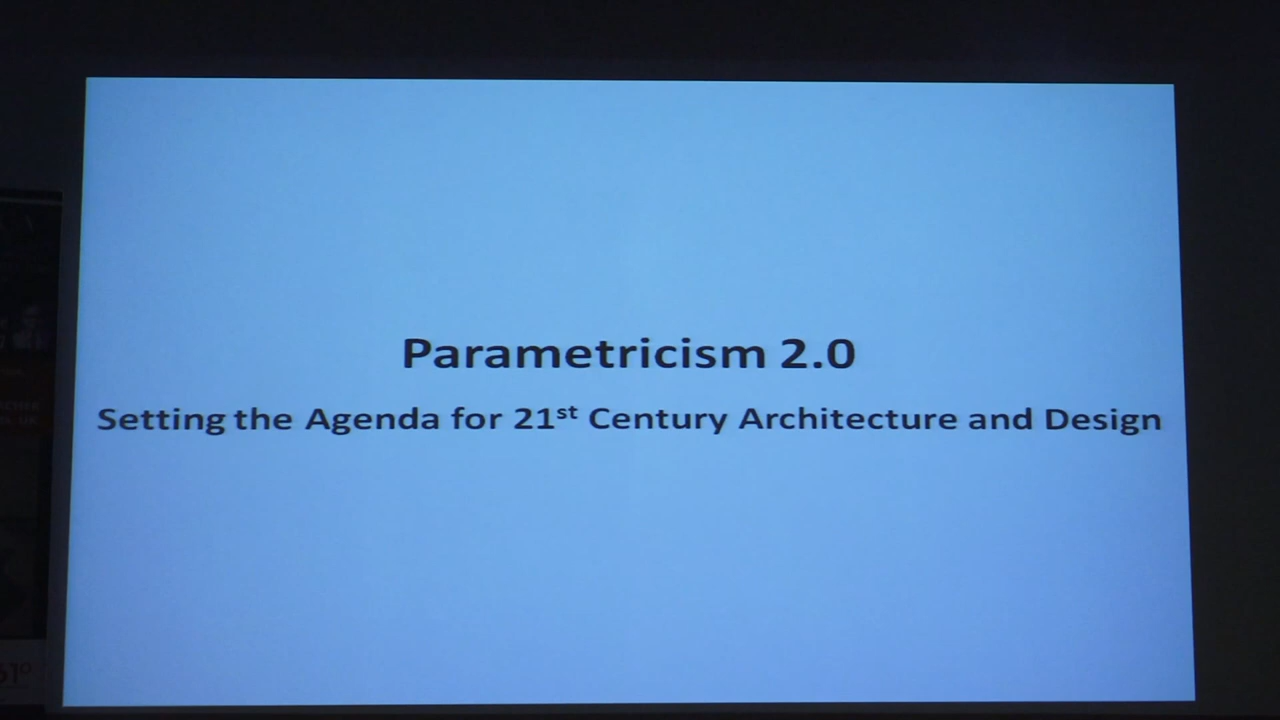 Parametricism 2.0
Setting the Agenda for 21st Century Architecture and Design